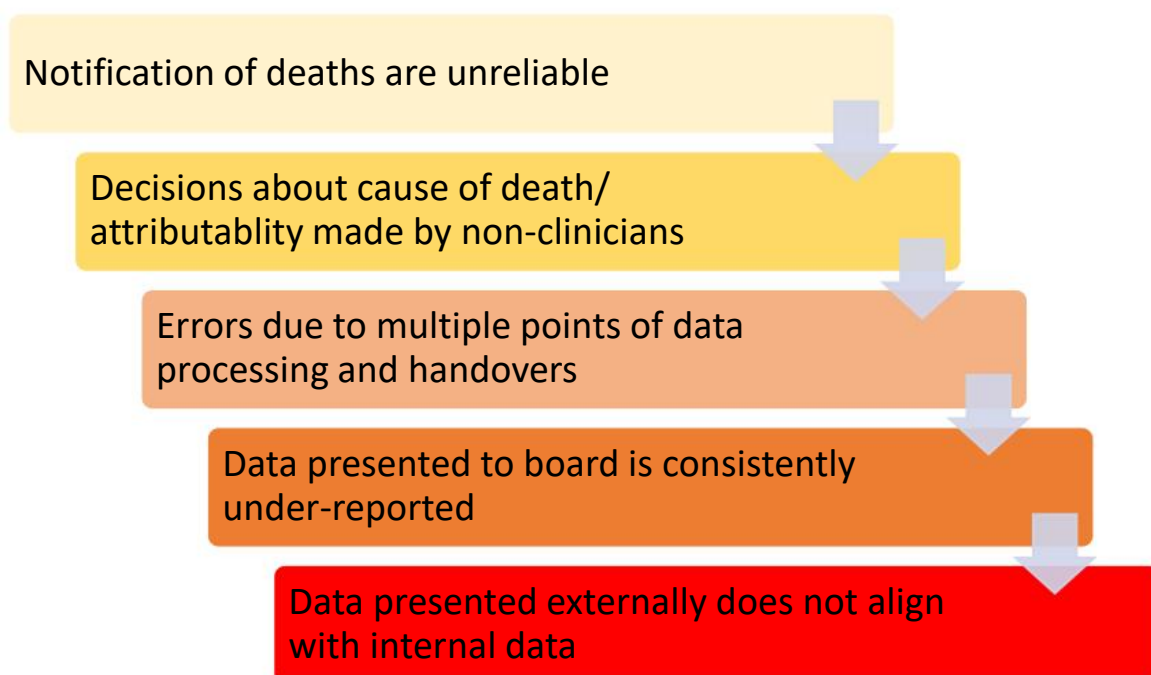 Notification of deaths are unreliable
Decisions about cause of death/
attributablity made by non-clinicians
Errors due to multiple points of data
processing and handovers
Data presented to board is consistently
under-reported
Data presented externally does not align
with internal data